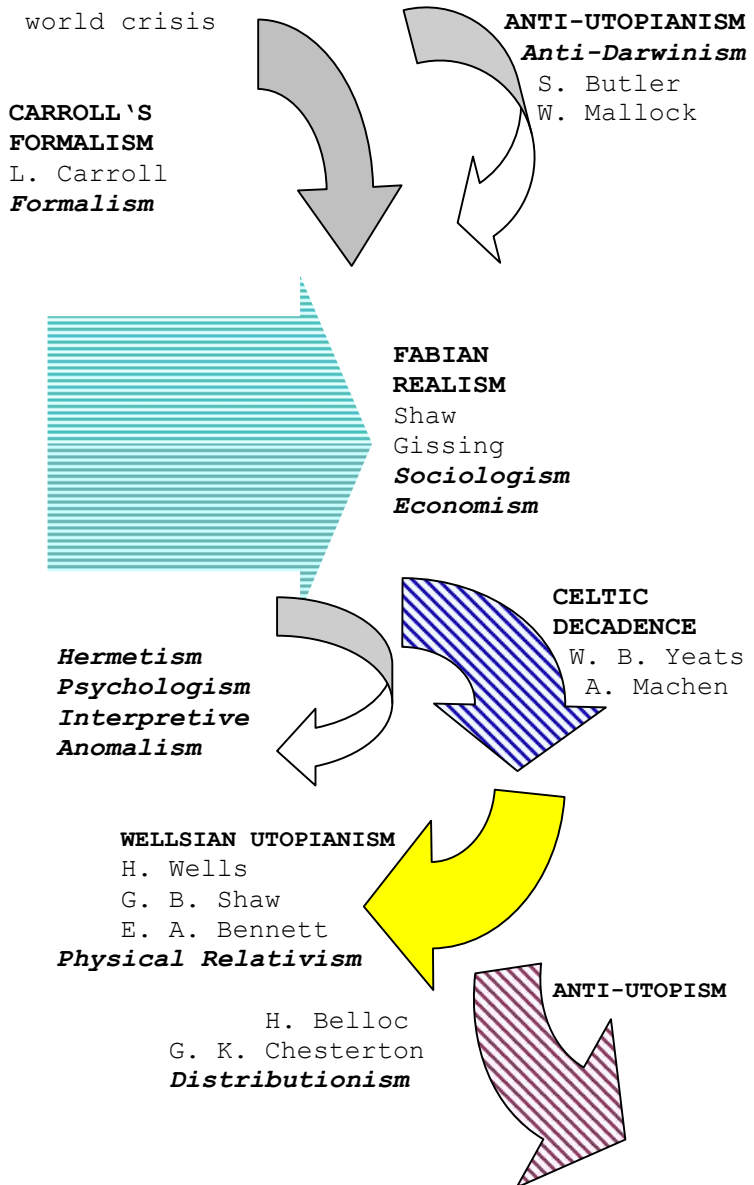 world crisis
ANTI-UTOPIANISM
Anti-Darwinism
S. Butler
W. Mallock
CARROLL‘S
FORMALISM
L. Carroll
Formalism
FABIAN
REALISM
Shaw
Gissing
Sociologism
Economism
CELTIC
DECADENCE
W. B. Yeats
A. Machen
Hermetism
Psychologism
Interpretive
Anomalism
WELLSIAN UTOPIANISM
H. Wells
G. B. Shaw
E. A. Bennett
Physical Relativism
ANTI-UTOPISM
H. Belloc
G. K. Chesterton
Distributionism